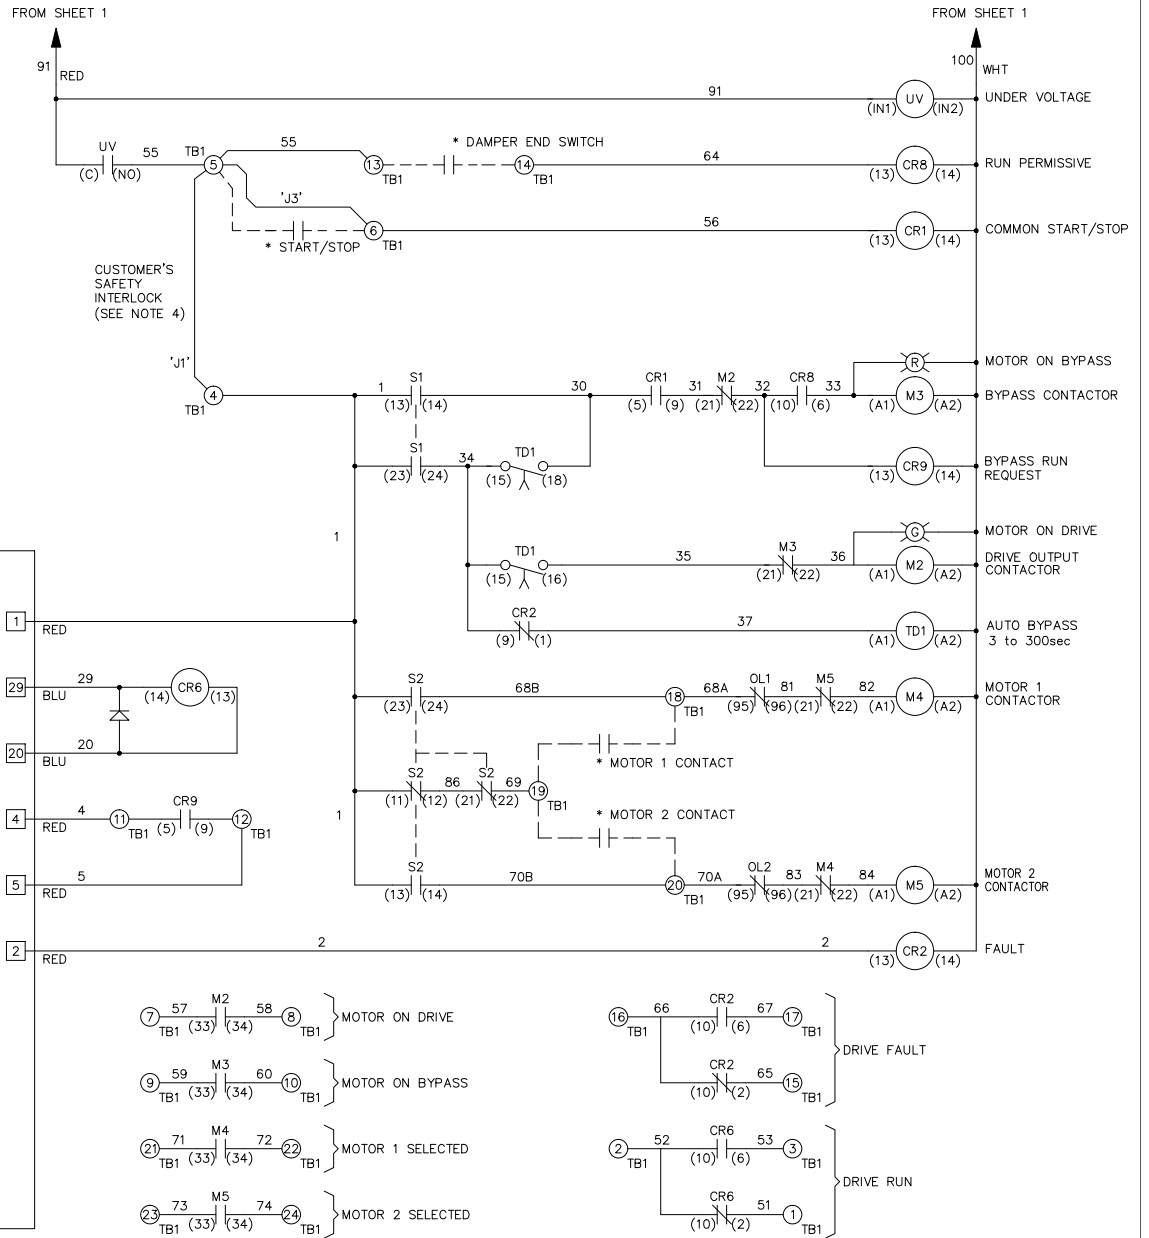 FROM SHEET 1 FROM SHEET 1
91 RED 100 WHT
91 (IN1) UV (IN2) UNDER VOLTAGE
UV (C) (NO) 55 TB1 5 55 13 TB1 * DAMPER END SWITCH 14 TB1 64 (13) CR8 (14) RUN PERMISSIVE
'J3'
* START/STOP 6 TB1 56 (13) CR1 (14) COMMON START/STOP
CUSTOMER'S
SAFETY
INTERLOCK
(SEE NOTE 4)
'J1'
R MOTOR ON BYPASS
TB1 4 1 S1 (13) (14) 30 CR1 (5) (9) 31 M2 (21) (22) 32 CR8 (10) (6) 33 (A1) M3 (A2) BYPASS CONTACTOR
S1 (23) (24) 34 TD1 (15) (18) (13) CR9 (14) BYPASS RUN
REQUEST
1
G MOTOR ON DRIVE
TD1 (15) (16) 35 M3 (21) (22) 36 (A1) M2 (A2) DRIVE OUTPUT
CONTACTOR
1 RED
CR2 (9) (1) 37 (A1) TD1 (A2) AUTO BYPASS
3 to 300sec
29 BLU 29 (14) CR6 (13)
S2 (23) (24) 68B 18 TB1 68A OL1 (95) (96) 81 M5 (21) (22) 82 (A1) M4 (A2) MOTOR 1
CONTACTOR
20 BLU 20
* MOTOR 1 CONTACT
S2 (11) (12) 86 S2 (21) (22) 69 19 TB1
4 RED 4 11 TB1 CR9 (5) (9) 12 TB1
1
* MOTOR 2 CONTACT
5 RED 5
S2 (13) (14) 70B 20 TB1 70A OL2 (95) (96) 83 M4 (21) (22) 84 (A1) M5 (A2) MOTOR 2
CONTACTOR
2 RED 2 2 (13) CR2 (14) FAULT
7 TB1 57 M2 (33) (34) 58 8 TB1 MOTOR ON DRIVE
9 TB1 59 M3 (33) (34) 60 10 TB1 MOTOR ON BYPASS
21 TB1 71 M4 (33) (34) 72 22 TB1 MOTOR 1 SELECTED
23 TB1 73 M5 (33) (34) 74 24 TB1 MOTOR 2 SELECTED
16 TB1 66 CR2 (10) (6) 67 17 TB1
DRIVE FAULT
CR2 (10) (2) 65 15 TB1
2 TB1 52 CR6 (10) (6) 53 3 TB1
DRIVE RUN
CR6 (10) (2) 51 1 TB1